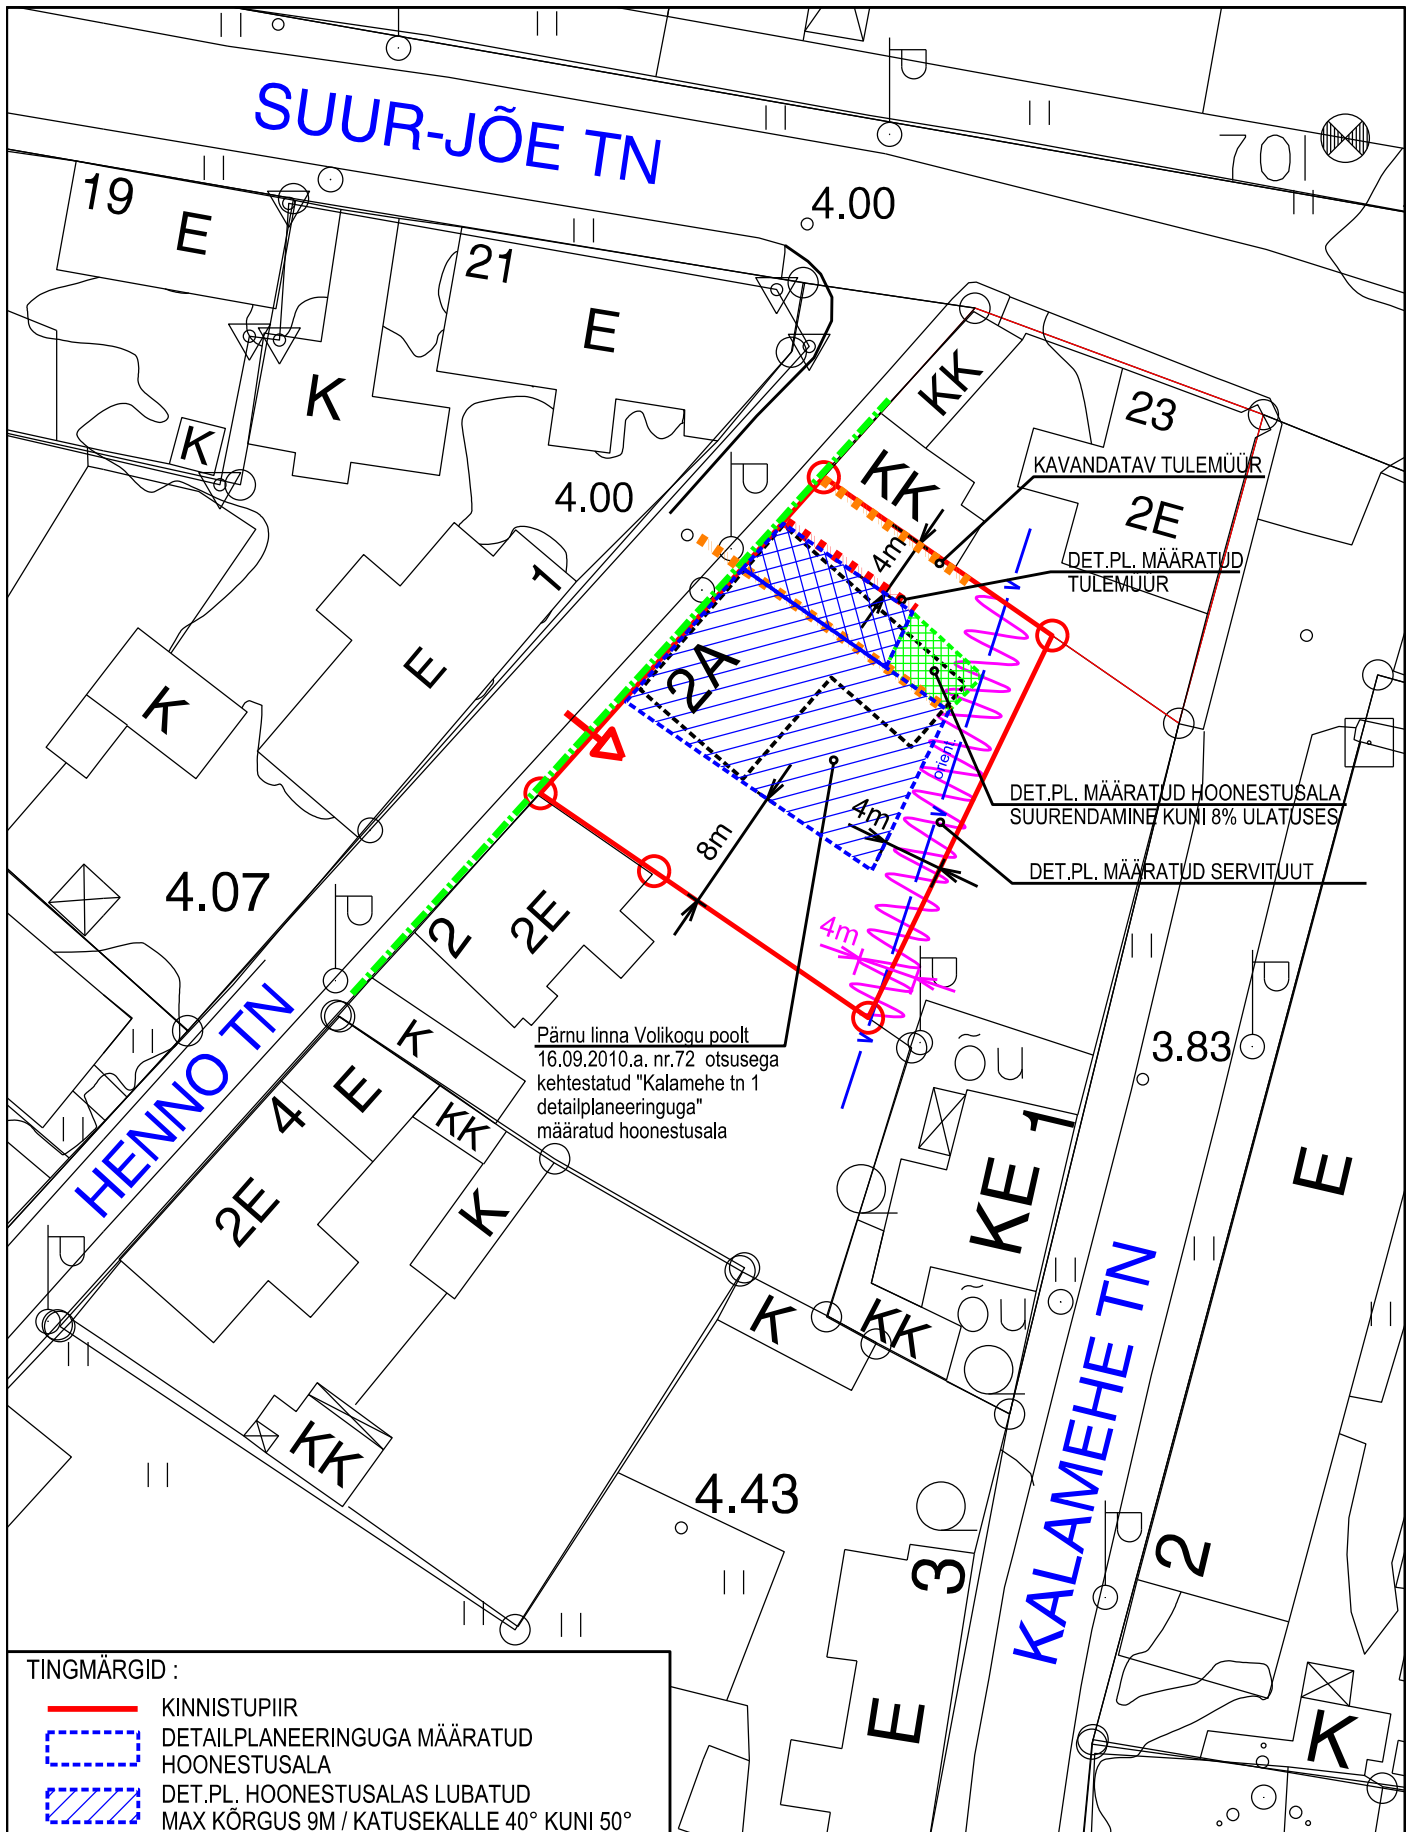 SUUR-JÕE TN
70
4.00
19
E
21
E
K
K
KK
23
KK
KAVANDATAV TULEMÜÜR
4.00
2E
4m
DET.PL. MÄÄRATUD
TULEMÜÜR
v
1
E
K
2A
orient.
v
DET.PL. MÄÄRATUD HOONESTUSALA
SUURENDAMINE KUNI 8% ULATUSES
4m
8m
DET.PL. MÄÄRATUD SERVITUUT
4.07
2
2E
4m
HENNO TN
v
Pärnu linna Volikogu poolt
16.09.2010.a. nr.72 otsusega
kehtestatud "Kalamehe tn 1
detailplaneeringuga"
määratud hoonestusala
K
E
4
KK
2E
K
õu
3.83
KE 1
E
õu
K
KK
KALAMEHE TN
KK
4.43
3
2
E
K
TINGMÄRGID :
KINNISTUPIIR
DETAILPLANEERINGUGA MÄÄRATUD
HOONESTUSALA
DET.PL. HOONESTUSALAS LUBATUD
MAX KÕRGUS 9M / KATUSEKALLE 40° KUNI 50°